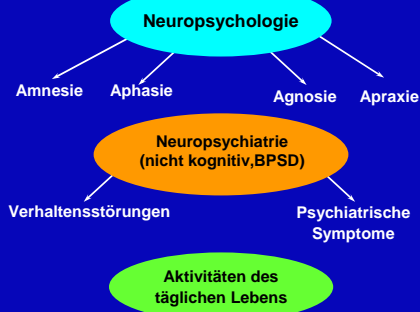 Neuropsychologie
Amnesie Aphasie Agnosie Apraxie
Neuropsychiatrie
(nicht kognitiv,BPSD)
Verhaltensstörungen
Psychiatrische
Symptome
Aktivitäten des
täglichen Lebens